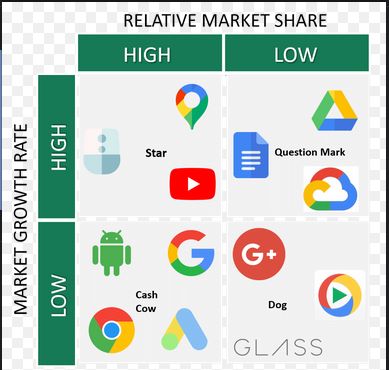 RELATIVE MARKET SHARE
HIGH
LOW
MARKET GROWTH RATE
HIGH
Star
Question Mark
LOW
G+
Cash
Cow
Dog
GLASS